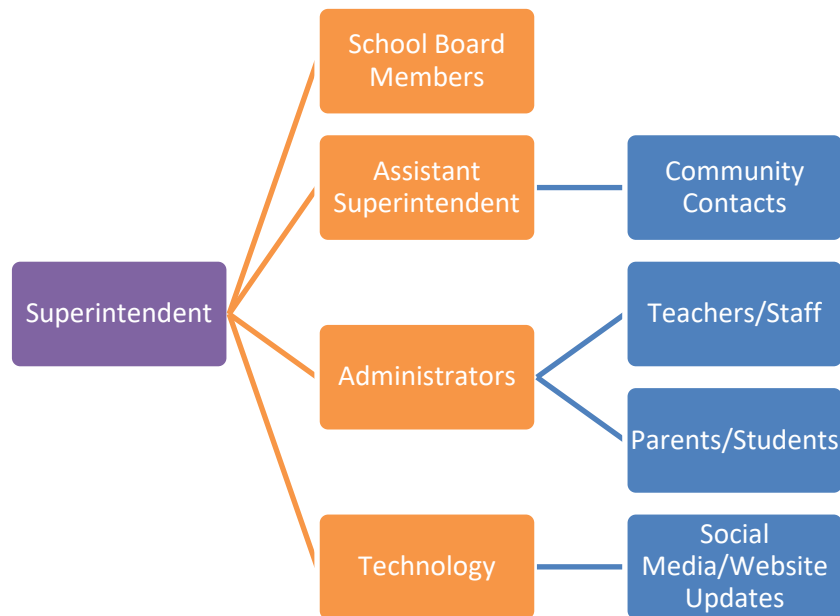 School Board
Members
Assistant
Superintendent
Community
Contacts
Superintendent
Teachers/Staff
Administrators
Parents/Students
Technology
Social
Media/Website
Updates